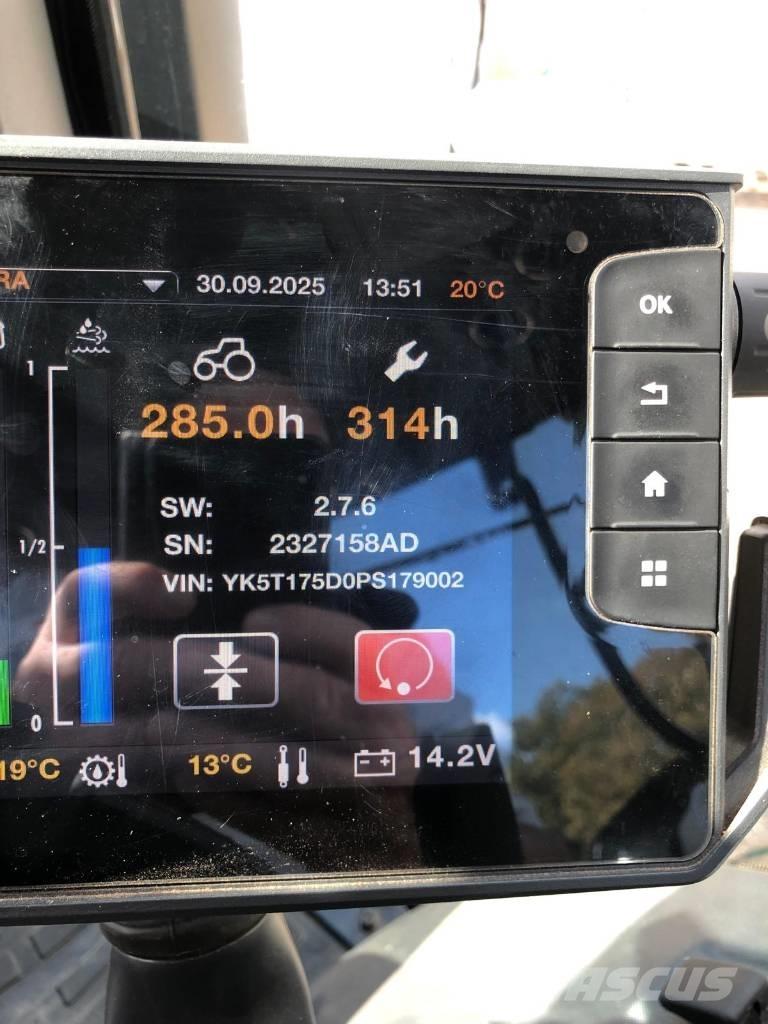 RA 30.09.2025 13:51 20°C
OK
1
285.0h 314h
SW: 2.7.6
1/2
SN: 2327158AD
VIN: YK5T175D0PS179002
0
19°C 13°C 14.2V
ASCUS